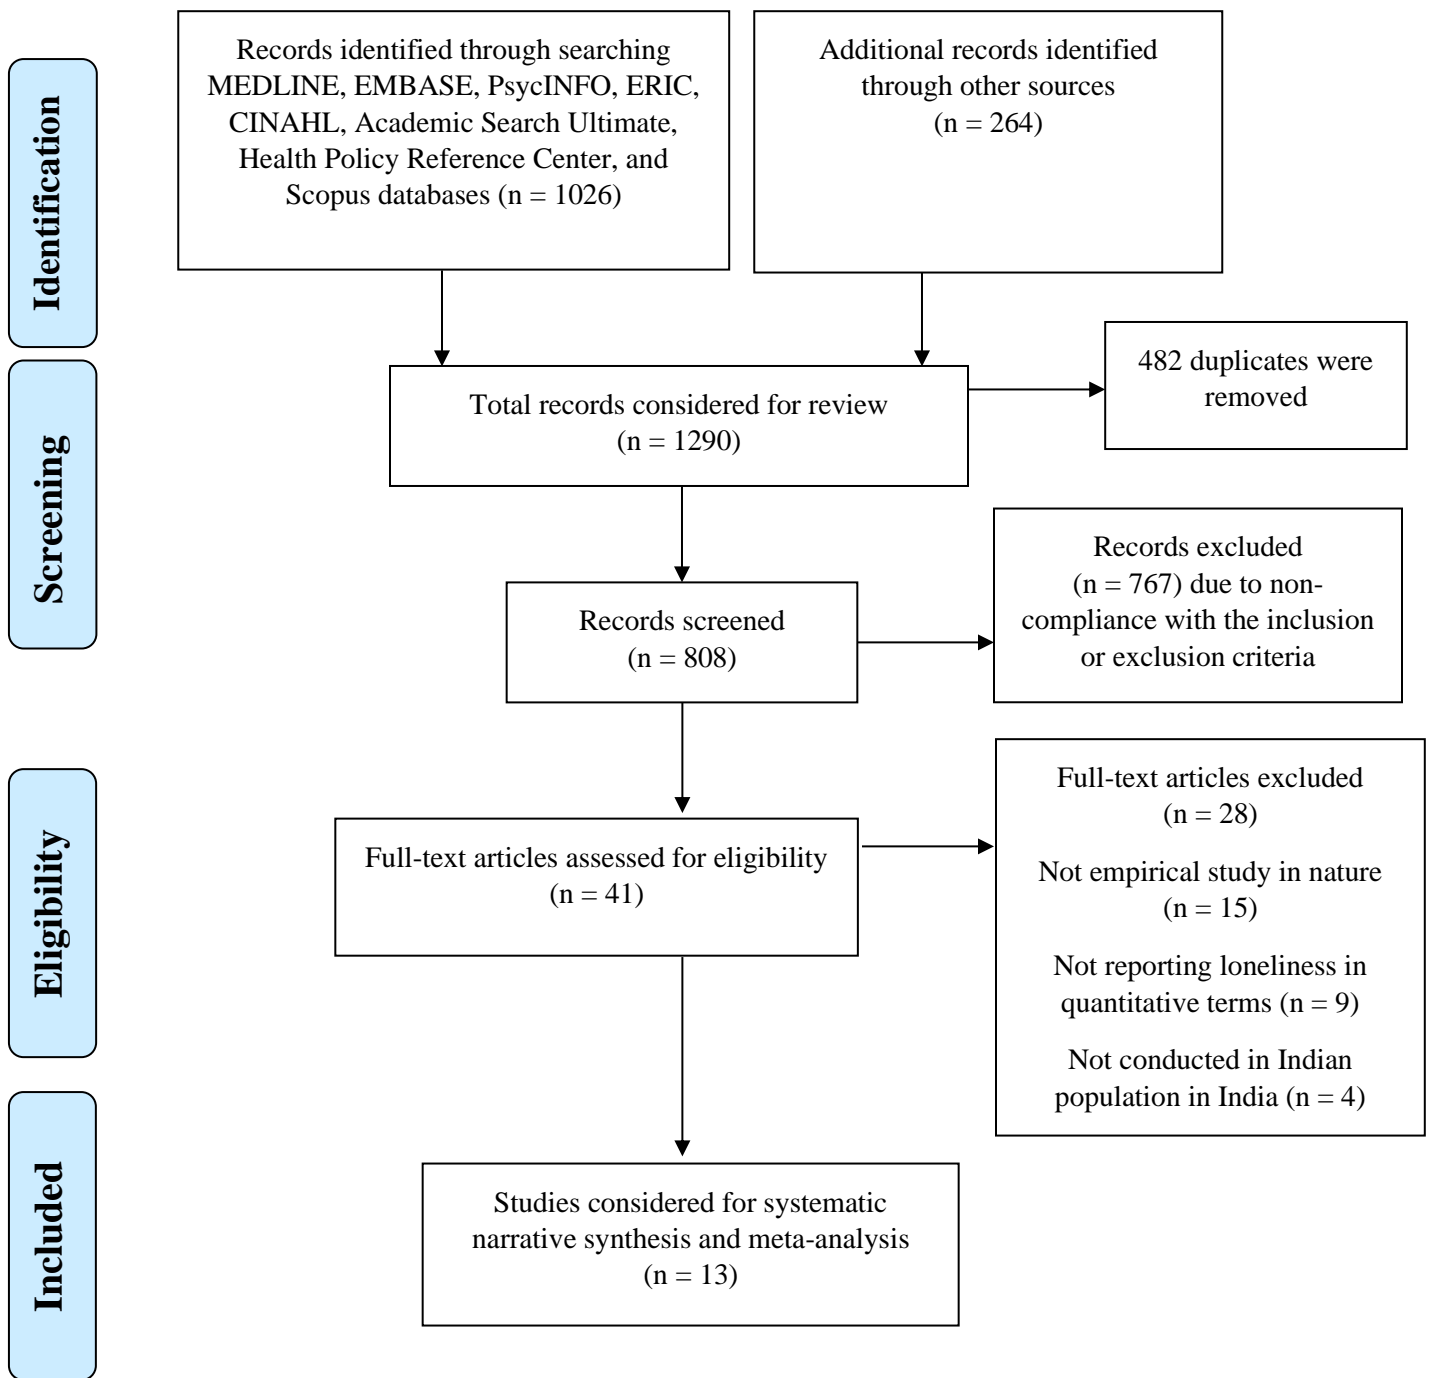 Identification
Records identified through searching
MEDLINE, EMBASE, PsycINFO, ERIC,
CINAHL, Academic Search Ultimate,
Health Policy Reference Center, and
Scopus databases (n = 1026)
Additional records identified
through other sources
(n = 264)
Screening
Total records considered for review
(n = 1290)
482 duplicates were
removed
Records screened
(n = 808)
Records excluded
(n = 767) due to non-
compliance with the inclusion
or exclusion criteria
Eligibility
Full-text articles assessed for eligibility
(n = 41)
Full-text articles excluded
(n = 28)
Not empirical study in nature
(n = 15)
Not reporting loneliness in
quantitative terms (n = 9)
Not conducted in Indian
population in India (n = 4)
Included
Studies considered for systematic
narrative synthesis and meta-analysis
(n = 13)